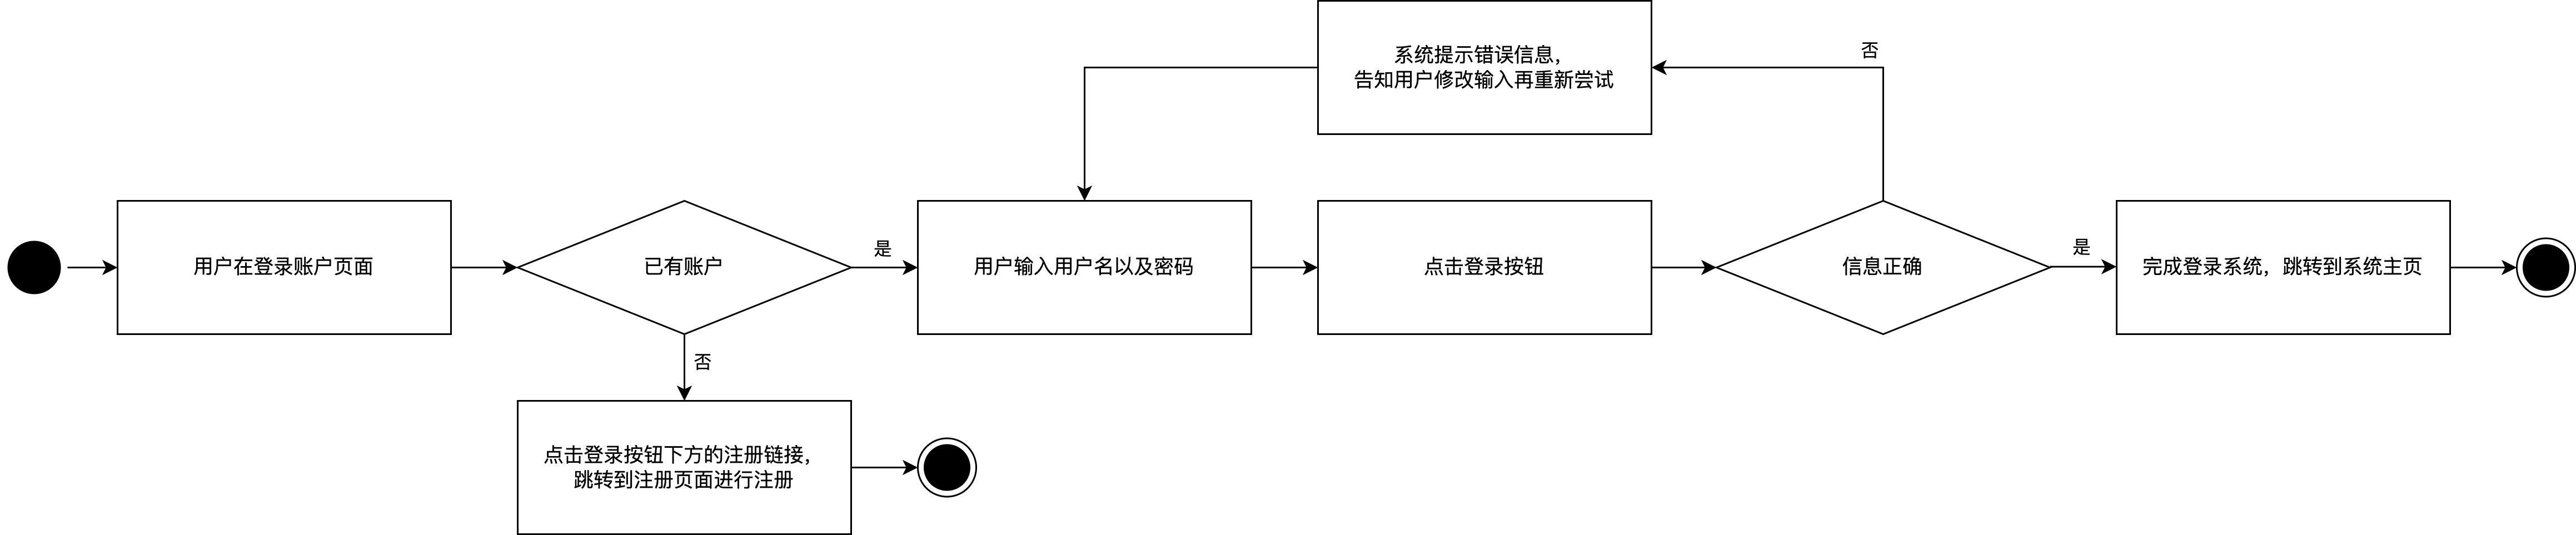 系统提示错误信息，
告知用户修改输入再重新尝试
否
用户在登录账户页面
已有账户
是
用户输入用户名以及密码
点击登录按钮
信息正确
是
完成登录系统，跳转到系统主页
否
点击登录按钮下方的注册链接，
跳转到注册页面进行注册